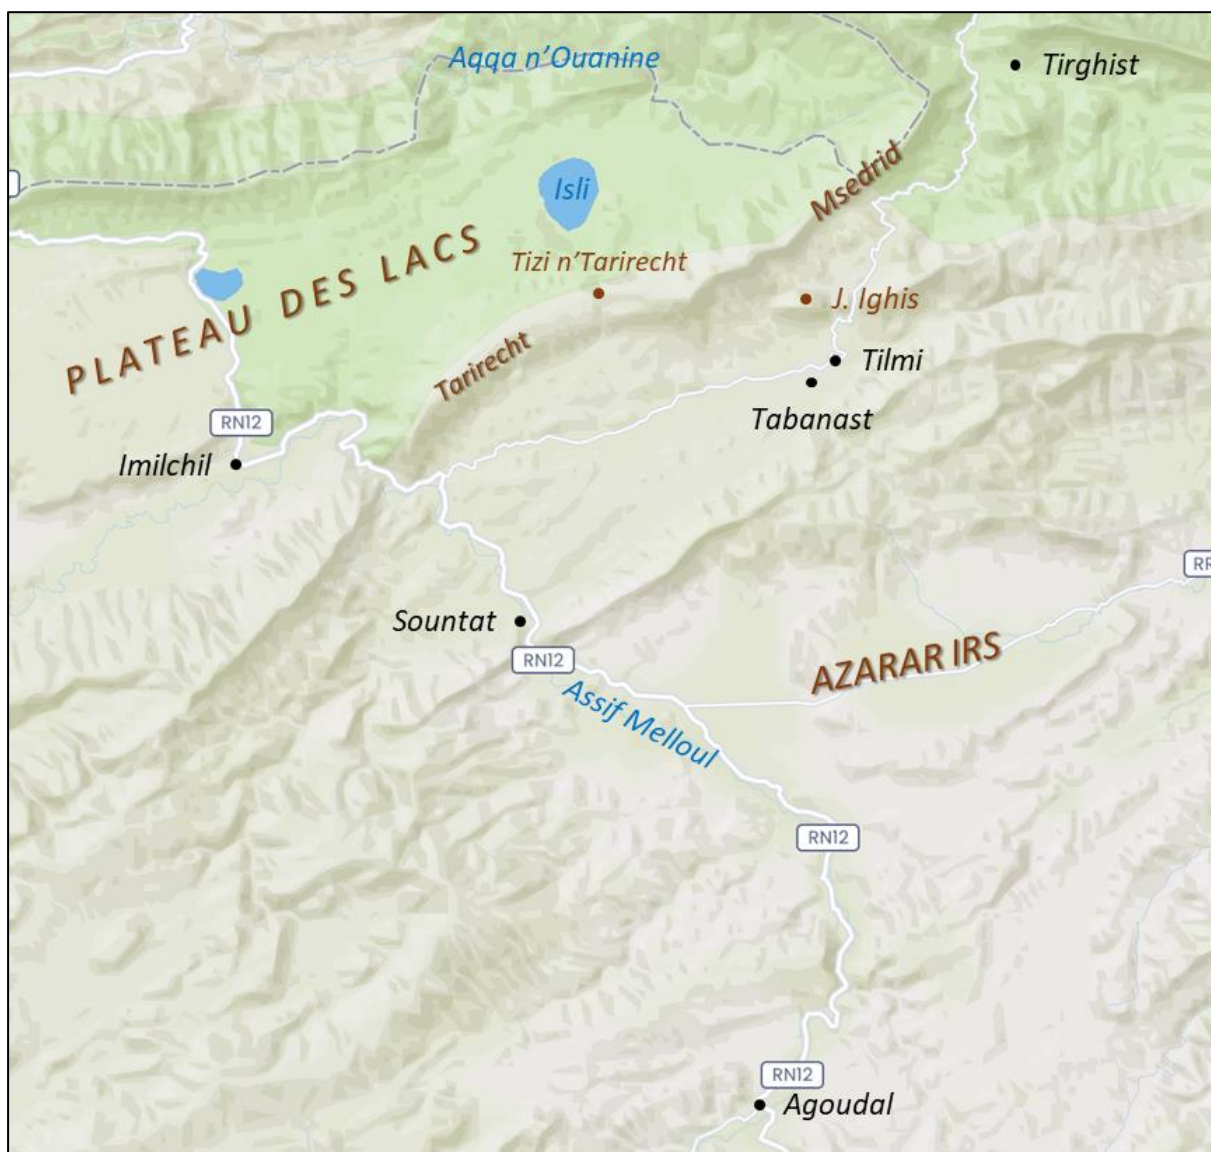 Aqqa n'Ouanine
Tirghist
Isli
Msedrid
PLATEAU DES LACS
Tizi n'Tarirecht
J. Ighis
Tarirecht
Tilmi
Tabanast
RN12
Imilchil
RR
Sountat
RN12
AZARAR IRS
Assif Melloul
RN12
RN12
Agoudal